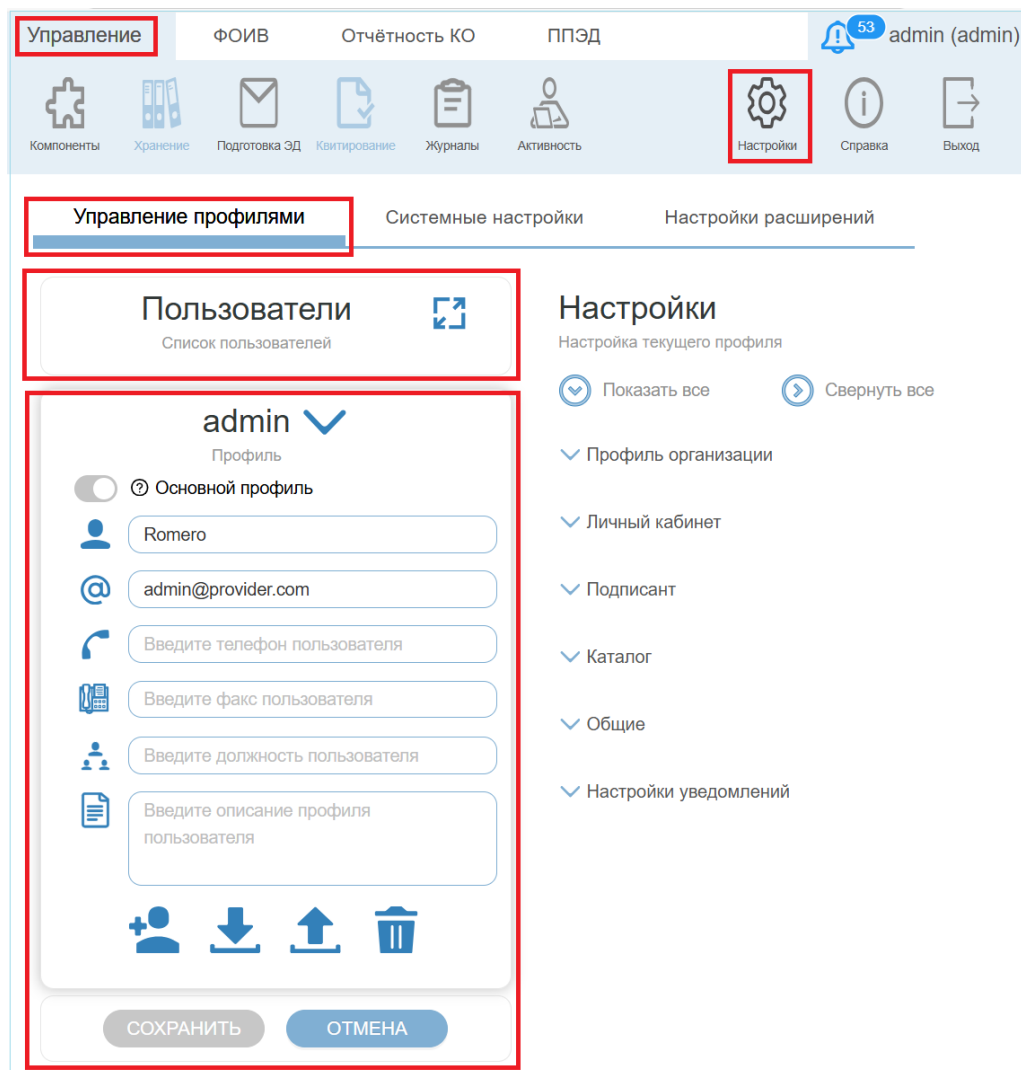 Управление ФОИВ Отчётность КО ППЭД 53 admin (admin)
Компоненты Хранение Подготовка ЭД Квитирование Журналы Активность Настройки Справка Выход
Управление профилями Системные настройки Настройки расширений
Пользователи
Список пользователей
admin
Профиль
Основной профиль
Romero
admin@provider.com
Введите телефон пользователя
Введите факс пользователя
Введите должность пользователя
Введите описание профиля
пользователя
СОХРАНИТЬ ОТМЕНА
Настройки
Настройка текущего профиля
Показать все Свернуть все
Профиль организации
Личный кабинет
Подписант
Каталог
Общие
Настройки уведомлений